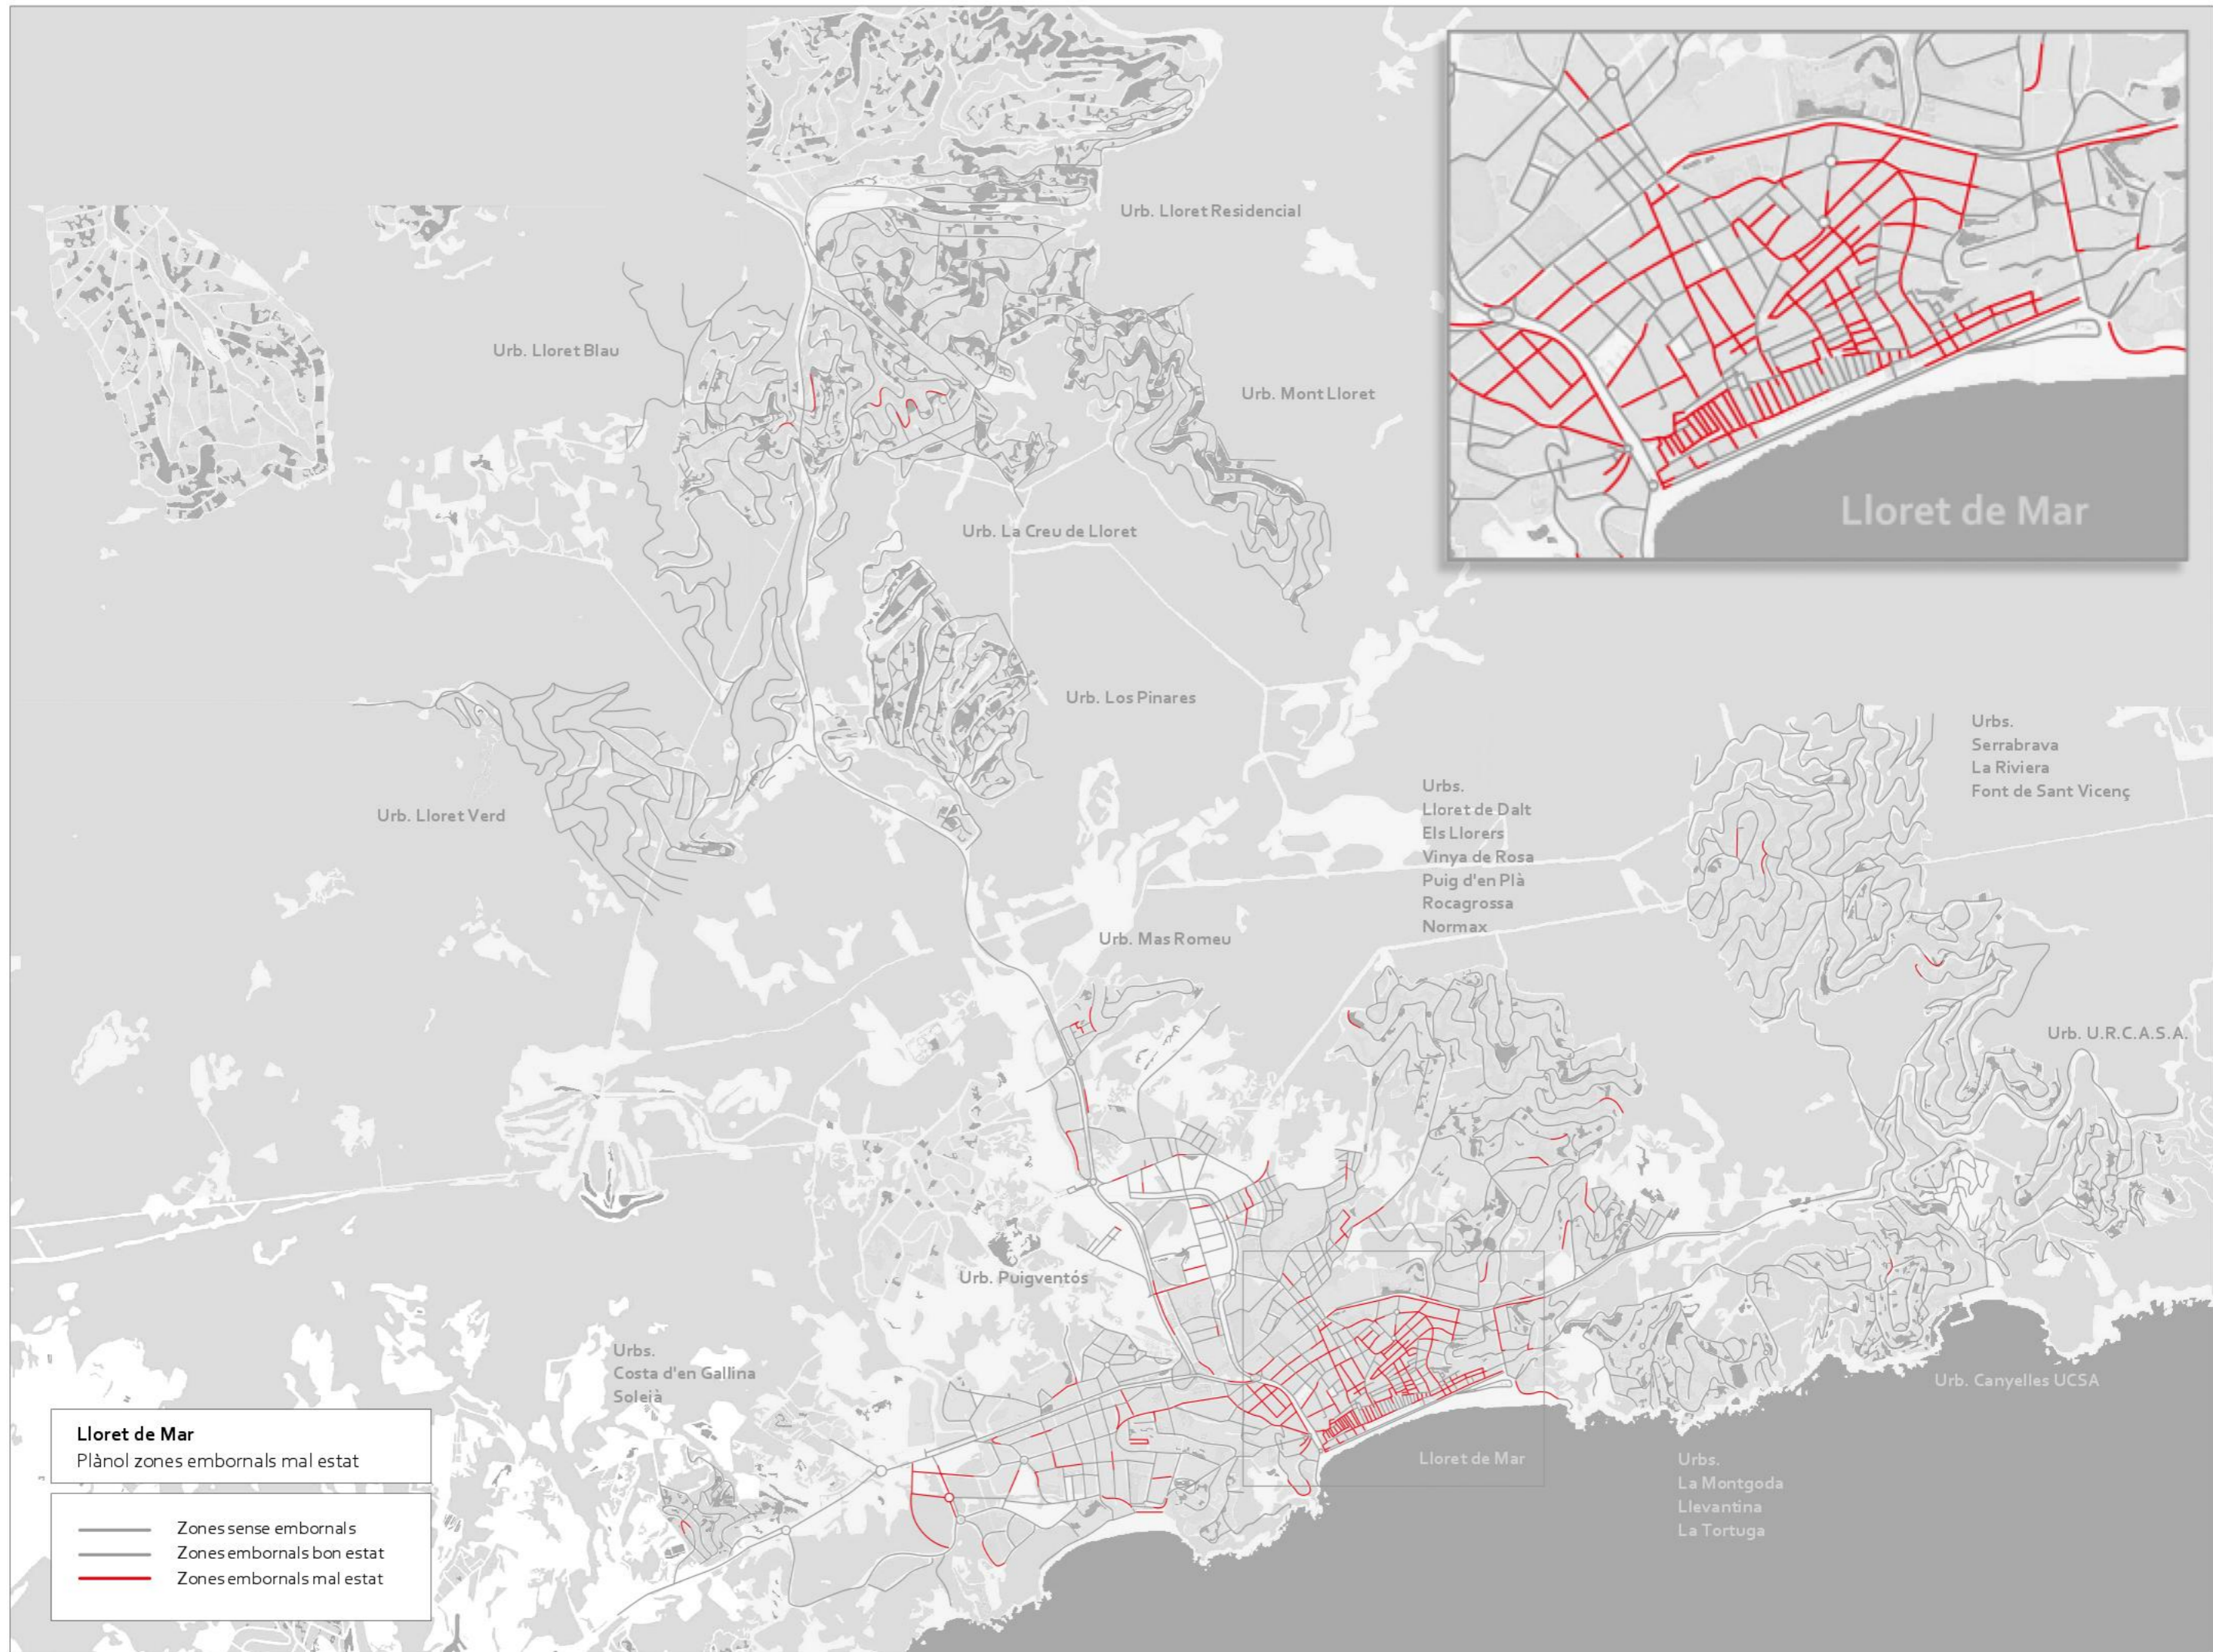 Urb. Lloret Residencial
Urb. Lloret Blau
Urb. Mont Lloret
Lloret de Mar
Urb. La Creu de Lloret
Urb. Los Pinares
Urbs.
Serrabrava
La Riviera
Font de Sant Vicenç
Urb. Lloret Verd
Urbs.
Lloret de Dalt
Els Llorers
Vinya de Rosa
Puig d'en Plà
Rocagrossa
Normax
Urb. Mas Romeu
Urb. U.R.C.A.S.A.
Urb. Puigventós
Urbs.
Costa d'en Gallina
Soleià
Urb. Canyelles UCSA
Lloret de Mar
Urbs.
La Montgoda
Llevantina
La Tortuga
Lloret de Mar
Plànol zones embornals mal estat
Zones sense embornals
Zones embornals bon estat
Zones embornals mal estat